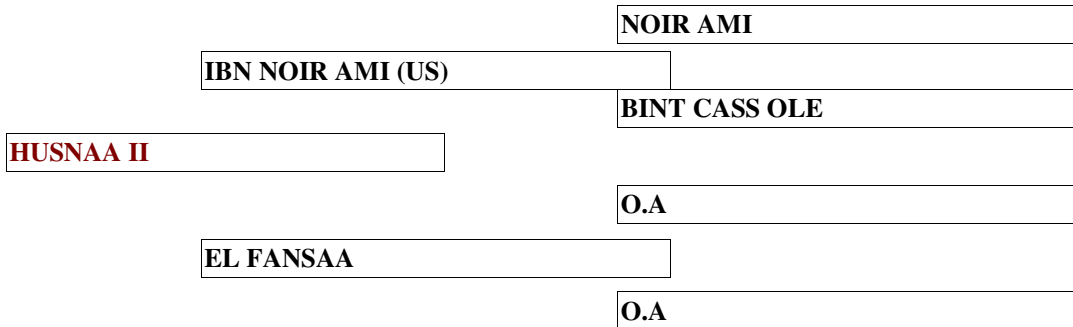 NOIR AMI
IBN NOIR AMI (US)
BINT CASS OLE
HUSNAA II
O.A
EL FANSAA
O.A